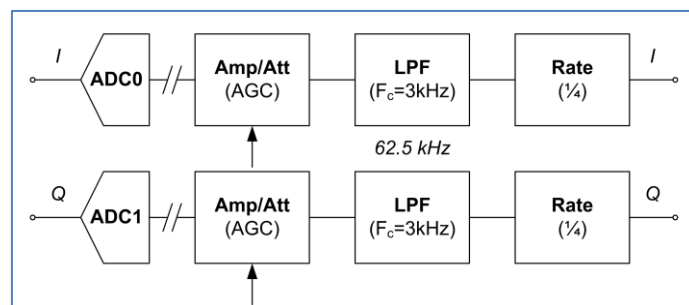 I
ADC0
Amp/Att
(AGC)
LPF
(Fc=3kHz)
Rate
(¼)
I
62.5 kHz
Q
ADC1
Amp/Att
(AGC)
LPF
(Fc=3kHz)
Rate
(¼)
Q